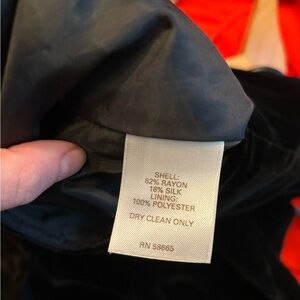 SHELL:
82% RAYON
18% SILK
LINING:
100% POLYESTER
DRY CLEAN ONLY
RN 58665